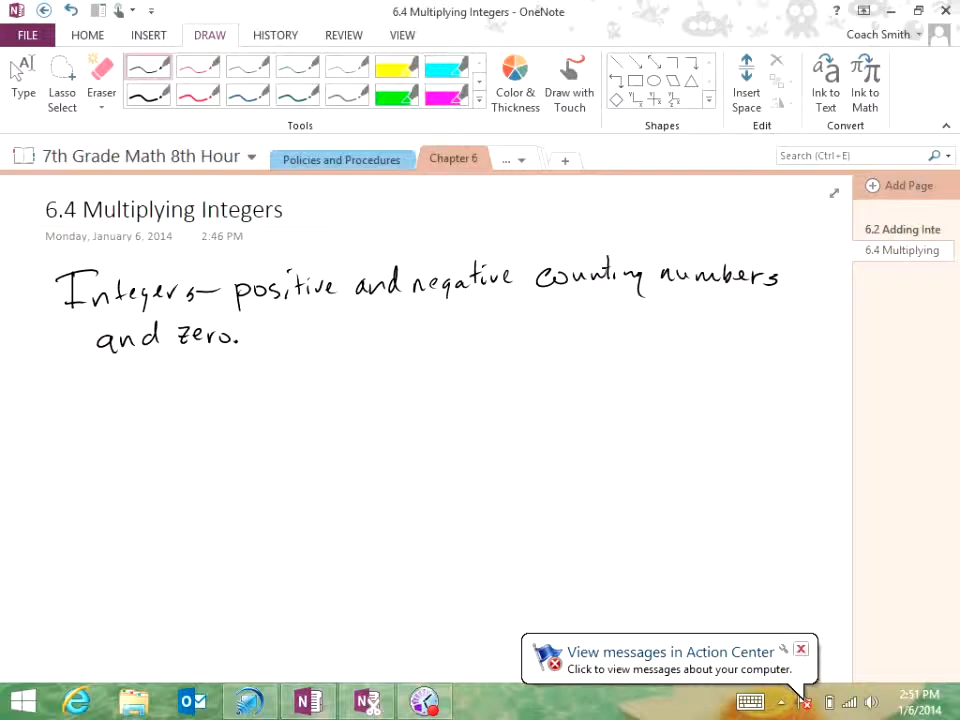 6.4 Multiplying Integers - OneNote
?
FILE HOME INSERT DRAW HISTORY REVIEW VIEW
Coach Smith
Type
Lasso Select
Eraser
Color & Thickness
Draw with Touch
Insert Space
Ink to Text
Ink to Math
Tools Shapes Edit Convert
7th Grade Math 8th Hour Policies and Procedures Chapter 6 ... +
Search (Ctrl+E)
Add Page
6.2 Adding Inte
6.4 Multiplying
6.4 Multiplying Integers
Monday, January 6, 2014 2:46 PM
Integers— positive and negative counting numbers
and zero.
View messages in Action Center
Click to view messages about your computer.
2:51 PM
1/6/2014